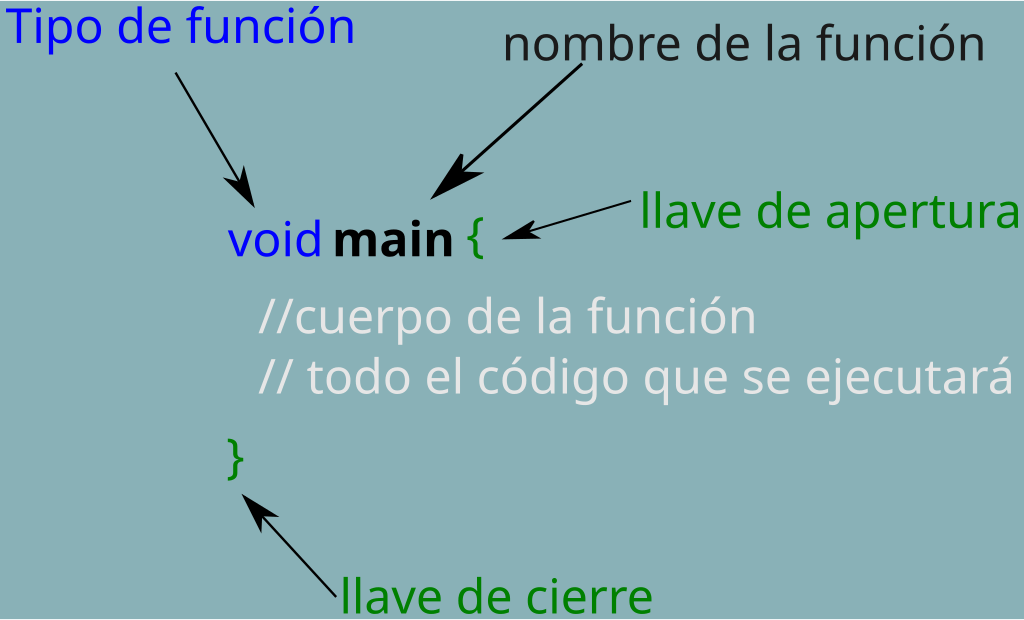 Tipo de función
nombre de la función
llave de apertura
void main {
//cuerpo de la función
// todo el código que se ejecutará
}
llave de cierre